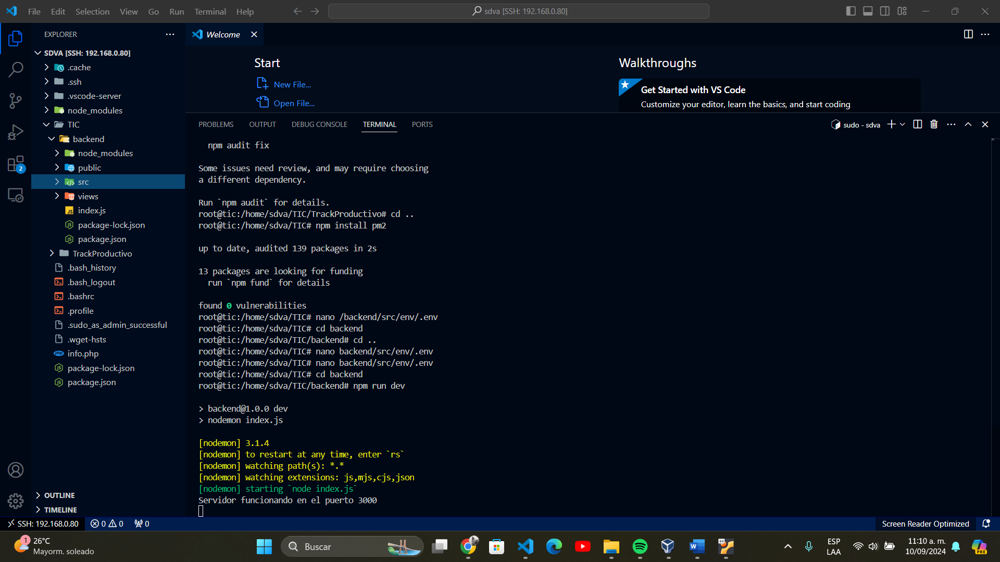 File Edit Selection View Go Run Terminal Help
sdva [SSH: 192.168.0.80]
EXPLORER
Welcome
SDVA [SSH: 192.168.0.80]
.cache
.ssh
.vscode-server
node_modules
TIC
backend
node_modules
public
src
views
index.js
package-lock.json
package.json
TrackProductivo
.bash_history
.bash_logout
.bashrc
.profile
.sudo_as_admin_successful
.wget-hsts
info.php
package-lock.json
package.json
OUTLINE
TIMELINE
2
Start
New File...
Open File...
Walkthroughs
Get Started with VS Code
Customize your editor, learn the basics, and start coding
PROBLEMS OUTPUT DEBUG CONSOLE TERMINAL PORTS
sudo - sdva
npm audit fix
Some issues need review, and may require choosing
a different dependency.
Run `npm audit` for details.
root@tic:/home/sdva/TIC/TrackProductivo# cd ..
root@tic:/home/sdva/TIC# npm install pm2
up to date, audited 139 packages in 2s
13 packages are looking for funding
run `npm fund` for details
found 0 vulnerabilities
root@tic:/home/sdva/TIC# nano /backend/src/env/.env
root@tic:/home/sdva/TIC# cd backend
root@tic:/home/sdva/TIC/backend# cd ..
root@tic:/home/sdva/TIC# nano backend/src/env/.env
root@tic:/home/sdva/TIC# nano backend/src/env/.env
root@tic:/home/sdva/TIC# cd backend
root@tic:/home/sdva/TIC/backend# npm run dev
> backend@1.0.0 dev
> nodemon index.js
[nodemon] 3.1.4
[nodemon] to restart at any time, enter `rs`
[nodemon] watching path(s): *.*
[nodemon] watching extensions: js,mjs,cjs,json
[nodemon] starting `node index.js`
Servidor funcionando en el puerto 3000
SSH: 192.168.0.80 0 0 0
Screen Reader Optimized
1
26°C
Mayorm. soleado
Buscar
64
ESP
LAA
11:10 a. m.
10/09/2024
PRE